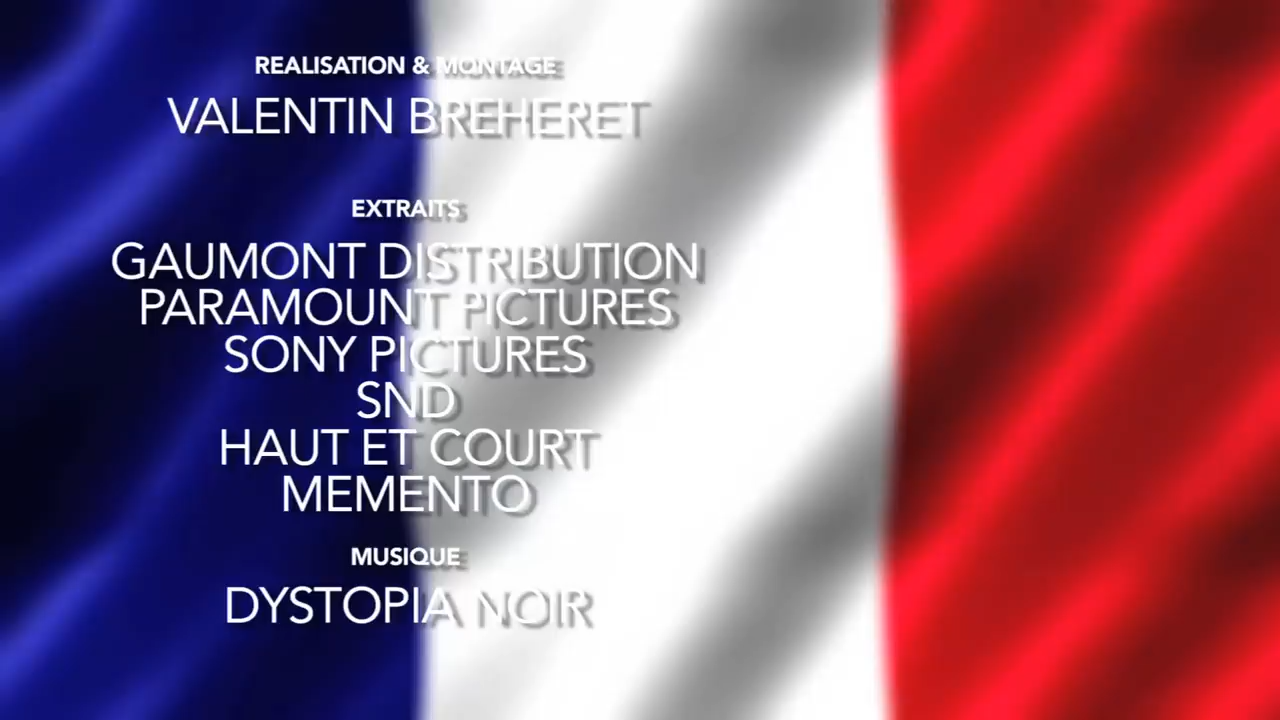 REALISATION & MONTAGE
VALENTIN BREHERET
EXTRAITS
GAUMONT DISTRIBUTION
PARAMOUNT PICTURES
SONY PICTURES
SND
HAUT ET COURT
MEMENTO
MUSIQUE
DYSTOPIA NOIR